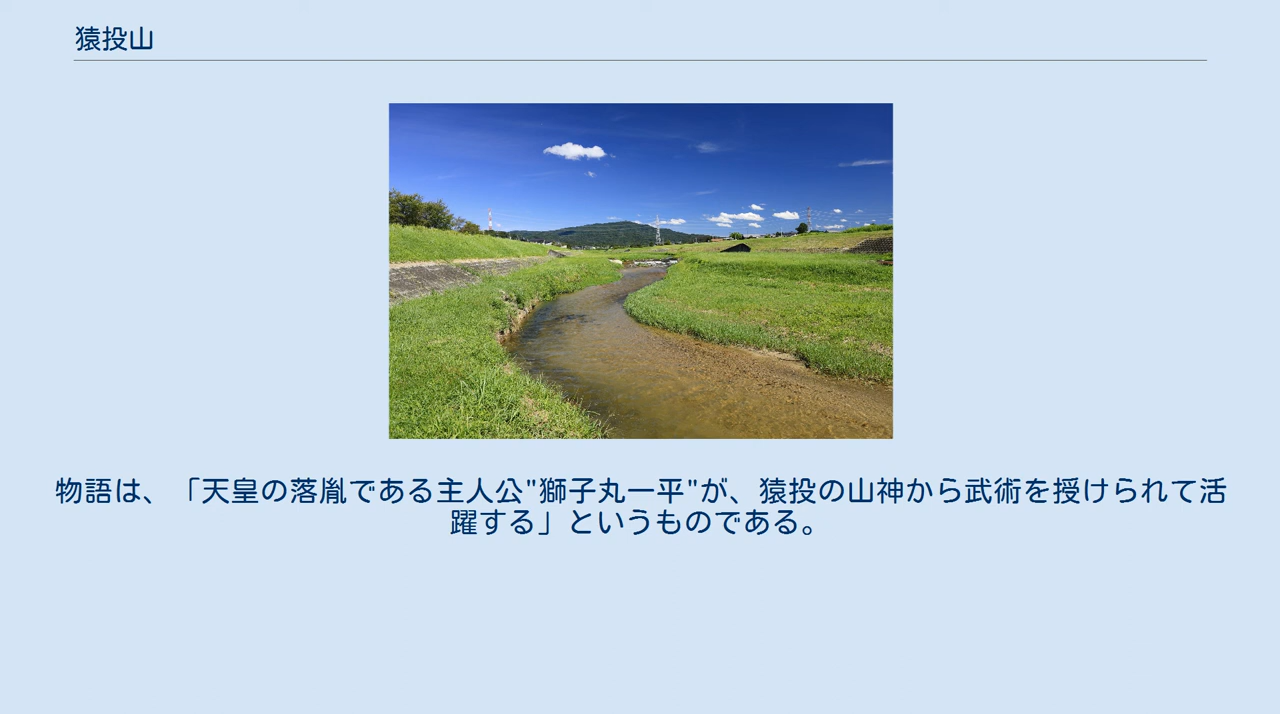 猿投山
物語は、「天皇の落胤である主人公"獅子丸一平"が、猿投の山神から武術を授けられて活
躍する」というものである。